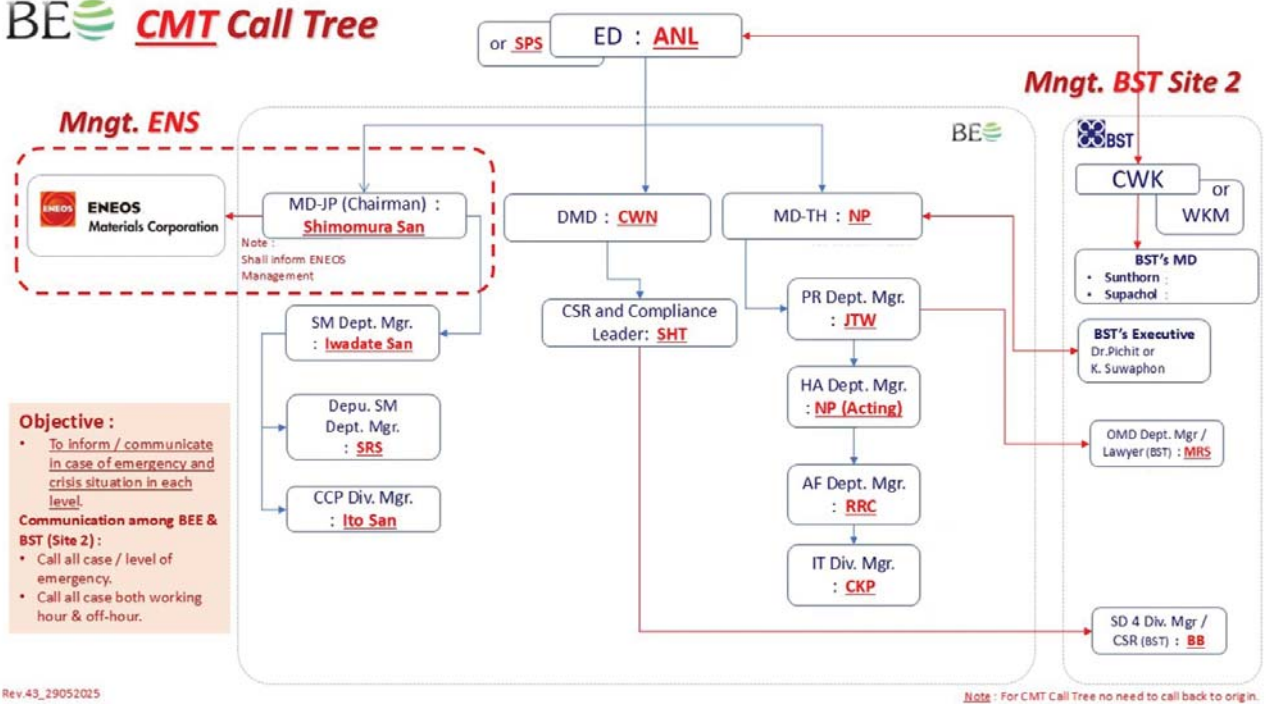 BE
CMT Call Tree
or SPS
ED : ANL
Mngt. BST Site 2
Mngt. ENS
BE
BST
ENEOS
ENEOS
Materials Corporation
MD-JP (Chairman) :
Shimomura San
Note :
Shall inform ENEOS
Management
DMD : CWN
MD-TH : NP
CWK
or
WKM
BST's MD
• Sunthorn :
• Supachol :
CSR and Compliance
Leader: SHT
PR Dept. Mgr.
: JTW
SM Dept. Mgr.
: Iwadate San
BST's Executive
Dr.Pichit or
K. Suwaphon
HA Dept. Mgr.
: NP (Acting)
Depu. SM
Dept. Mgr.
: SRS
OMD Dept. Mgr /
Lawyer (BST) : MRS
AF Dept. Mgr.
: RRC
CCP Div. Mgr.
: Ito San
IT Div. Mgr.
: CKP
SD 4 Div. Mgr /
CSR (BST) : BB
Objective :
• To inform / communicate
in case of emergency and
crisis situation in each
level.
Communication among BEE &
BST (Site 2) :
• Call all case / level of
emergency.
• Call all case both working
hour & off-hour.
Rev.43_29052025
Note : For CMT Call Tree no need to call back to origin.